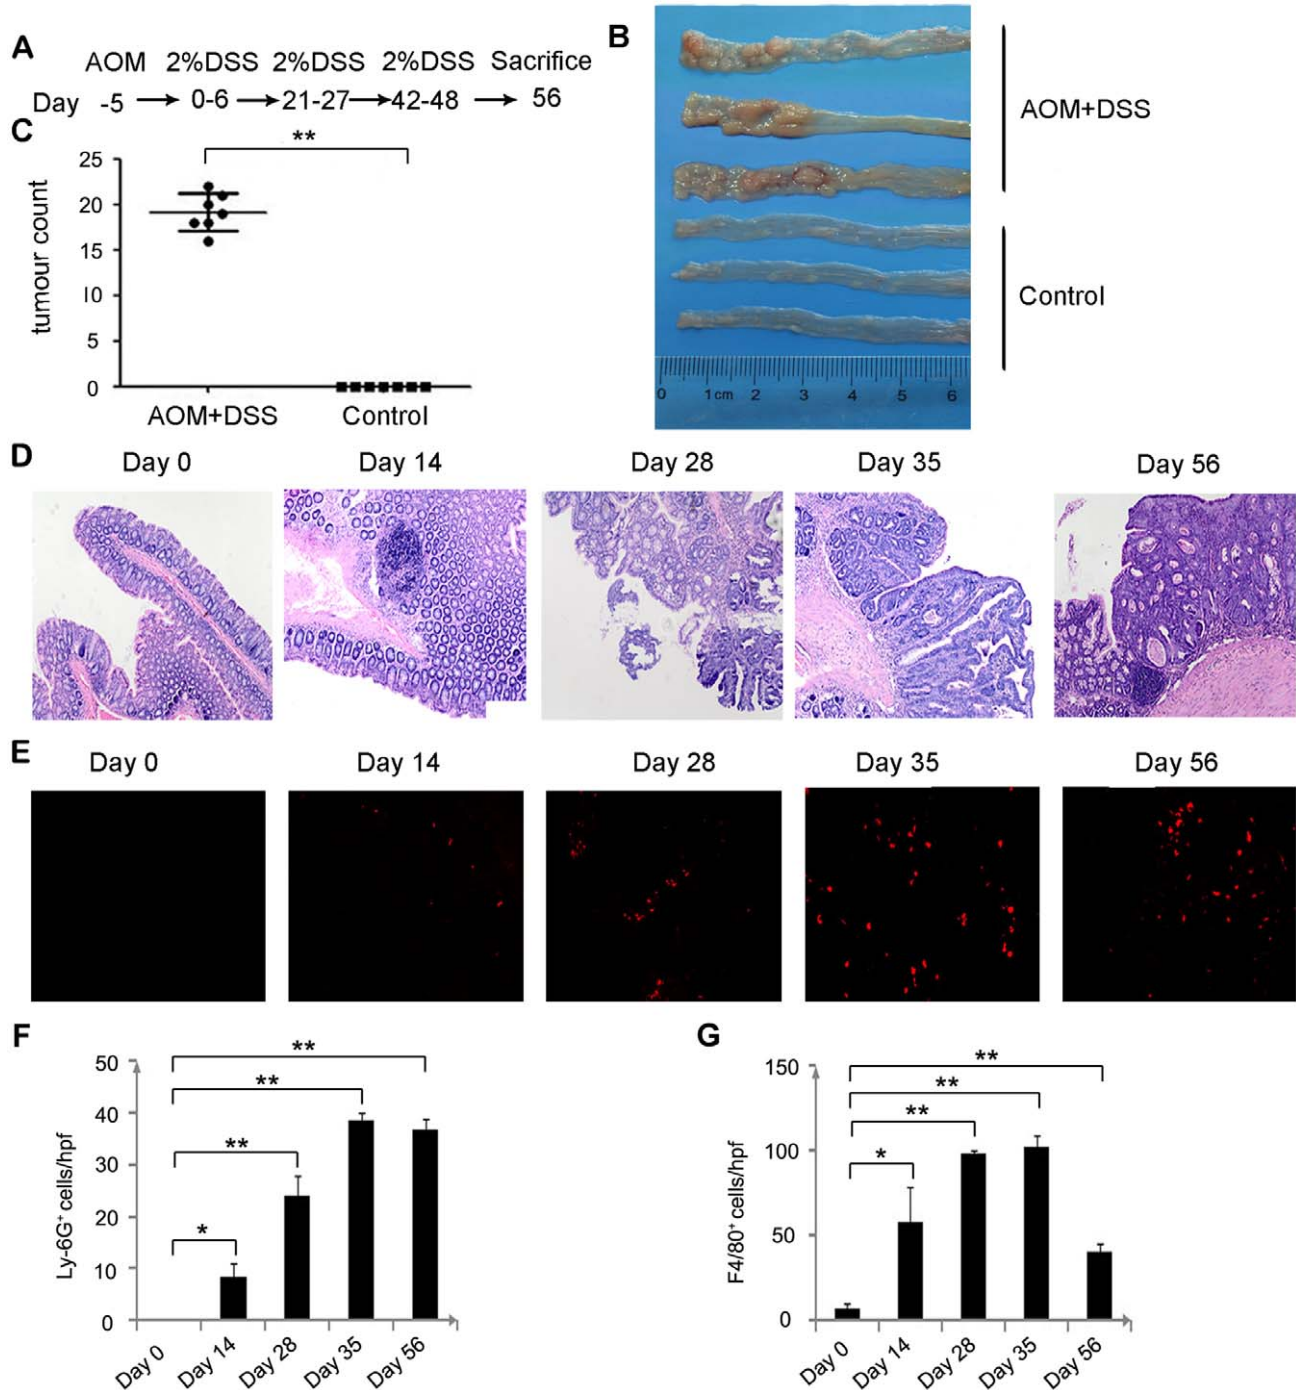 A
AOM 2%DSS 2%DSS 2%DSS Sacrifice
Day -5 0-6 21-27 42-48 56
B
AOM+DSS
Control
0 1cm 2 3 4 5 6
C
**
tumour count
25
20
15
10
5
0
AOM+DSS Control
D
Day 0 Day 14 Day 28 Day 35 Day 56
E
Day 0 Day 14 Day 28 Day 35 Day 56
F
Ly-6G⁺ cells/hpf
50
40
30
20
10
0
**
**
**
*
Day 0 Day 14 Day 28 Day 35 Day 56
G
F4/80⁺ cells/hpf
150
100
50
0
**
**
**
*
Day 0 Day 14 Day 28 Day 35 Day 56